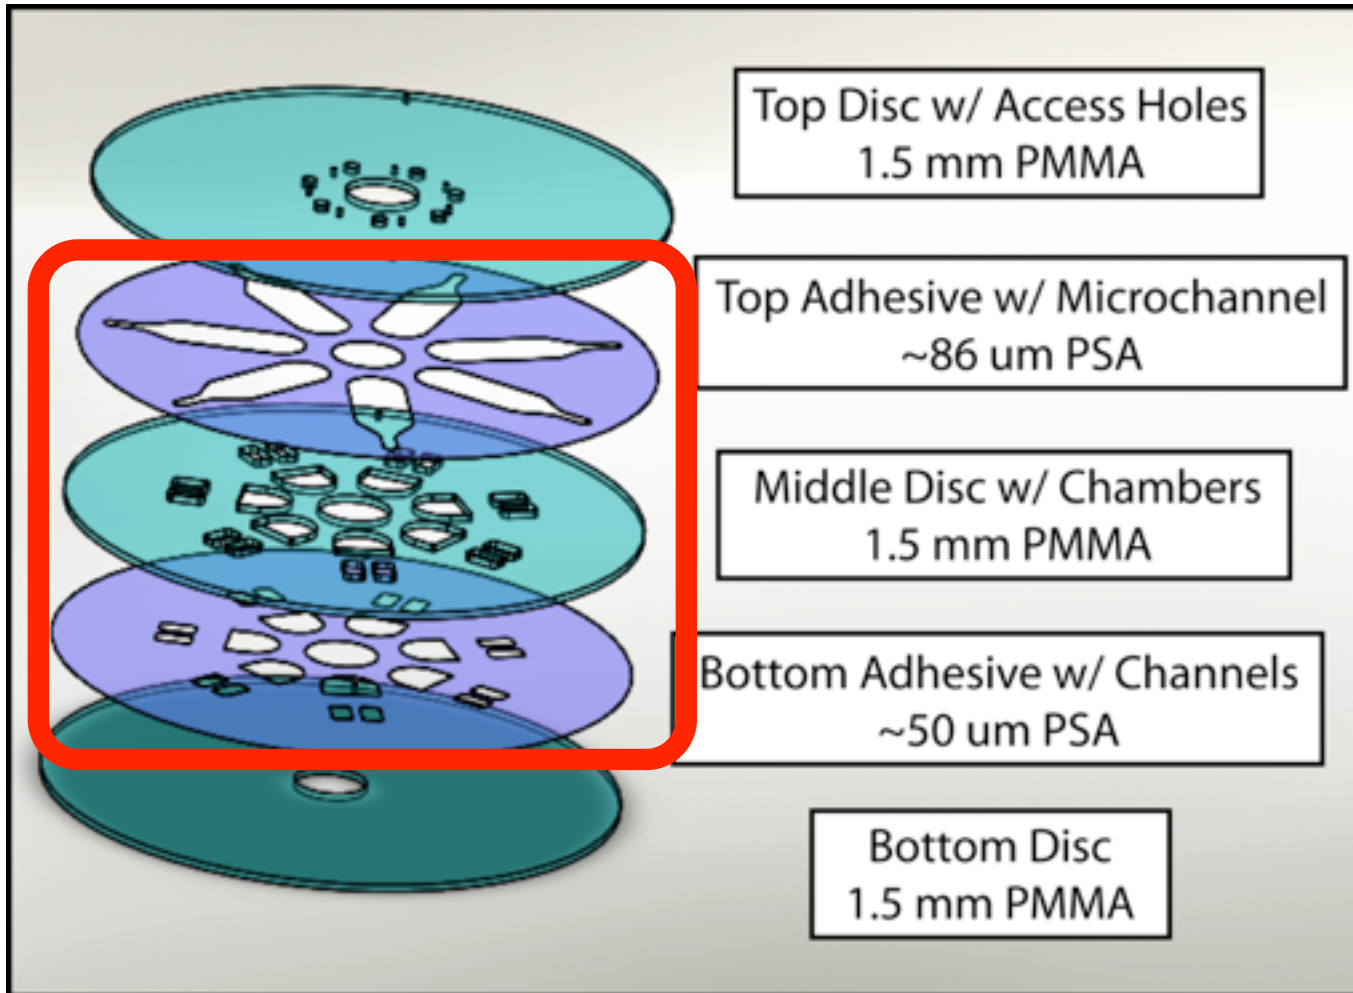 Top Disc w/ Access Holes
1.5 mm PMMA
Top Adhesive w/ Microchannel
~86 um PSA
Middle Disc w/ Chambers
1.5 mm PMMA
Bottom Adhesive w/ Channels
~50 um PSA
Bottom Disc
1.5 mm PMMA